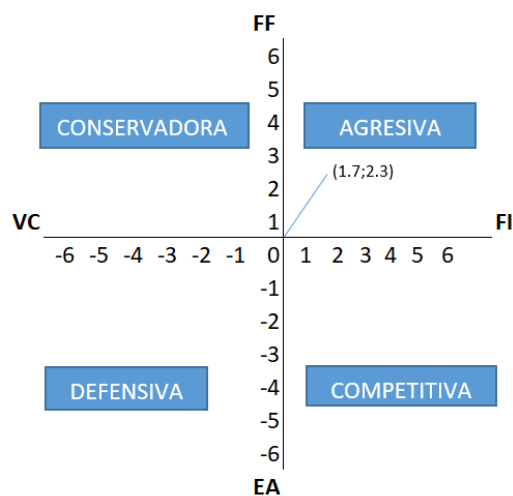 FF
6
5
CONSERVADORA 4 AGRESIVA
3
(1.7;2.3)
2
1
VC FI
-6 -5 -4 -3 -2 -1 0 1 2 3 4 5 6
-1
-2
-3
DEFENSIVA -4 COMPETITIVA
-5
-6
EA